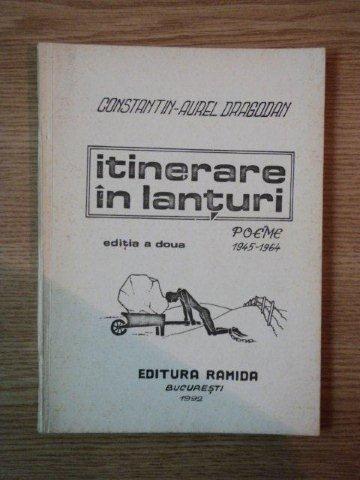 CONSTANTIN-AUREL DRAGODAN
itinerare
în lanțuri
POEME
ediția a doua 1945-1964
EDITURA RAMIDA
BUCUREȘTI
1992